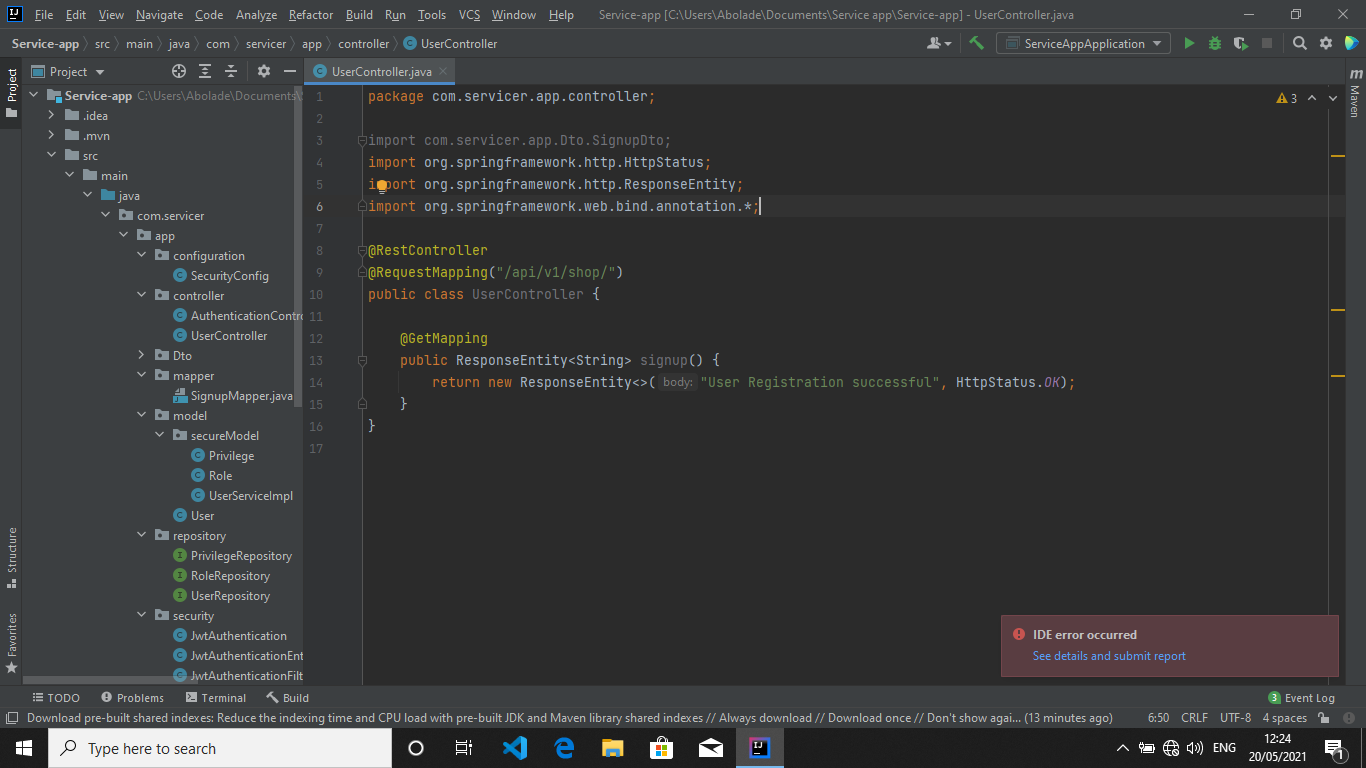 File Edit View Navigate Code Analyze Refactor Build Run Tools VCS Window Help Service-app [C:\Users\Abolade\Documents\Service app\Service-app] - UserController.java
Service-app src main java com servicer app controller UserController ServiceAppApplication
Project
Project
UserController.java
Maven
Service-app C:\Users\Abolade\Documents\
.idea
.mvn
src
main
java
com.servicer
app
configuration
SecurityConfig
controller
AuthenticationContro
UserController
Dto
mapper
SignupMapper.java
model
secureModel
Privilege
Role
UserServiceImpl
User
repository
PrivilegeRepository
RoleRepository
UserRepository
security
JwtAuthentication
JwtAuthenticationEnt
JwtAuthenticationFilt
Structure
Favorites
1 package com.servicer.app.controller;
3
2
3 import com.servicer.app.Dto.SignupDto;
4 import org.springframework.http.HttpStatus;
5 import org.springframework.http.ResponseEntity;
6 import org.springframework.web.bind.annotation.*;
7
8 @RestController
9 @RequestMapping("/api/v1/shop/")
10 public class UserController {
11
12 @GetMapping
13 public ResponseEntity<String> signup() {
14 return new ResponseEntity<>( body: "User Registration successful", HttpStatus.OK);
15 }
16 }
17
IDE error occurred
See details and submit report
TODO Problems Terminal Build 3 Event Log
Download pre-built shared indexes: Reduce the indexing time and CPU load with pre-built JDK and Maven library shared indexes // Always download // Download once // Don't show agai... (13 minutes ago) 6:50 CRLF UTF-8 4 spaces
Type here to search
ENG
12:24
20/05/2021
1